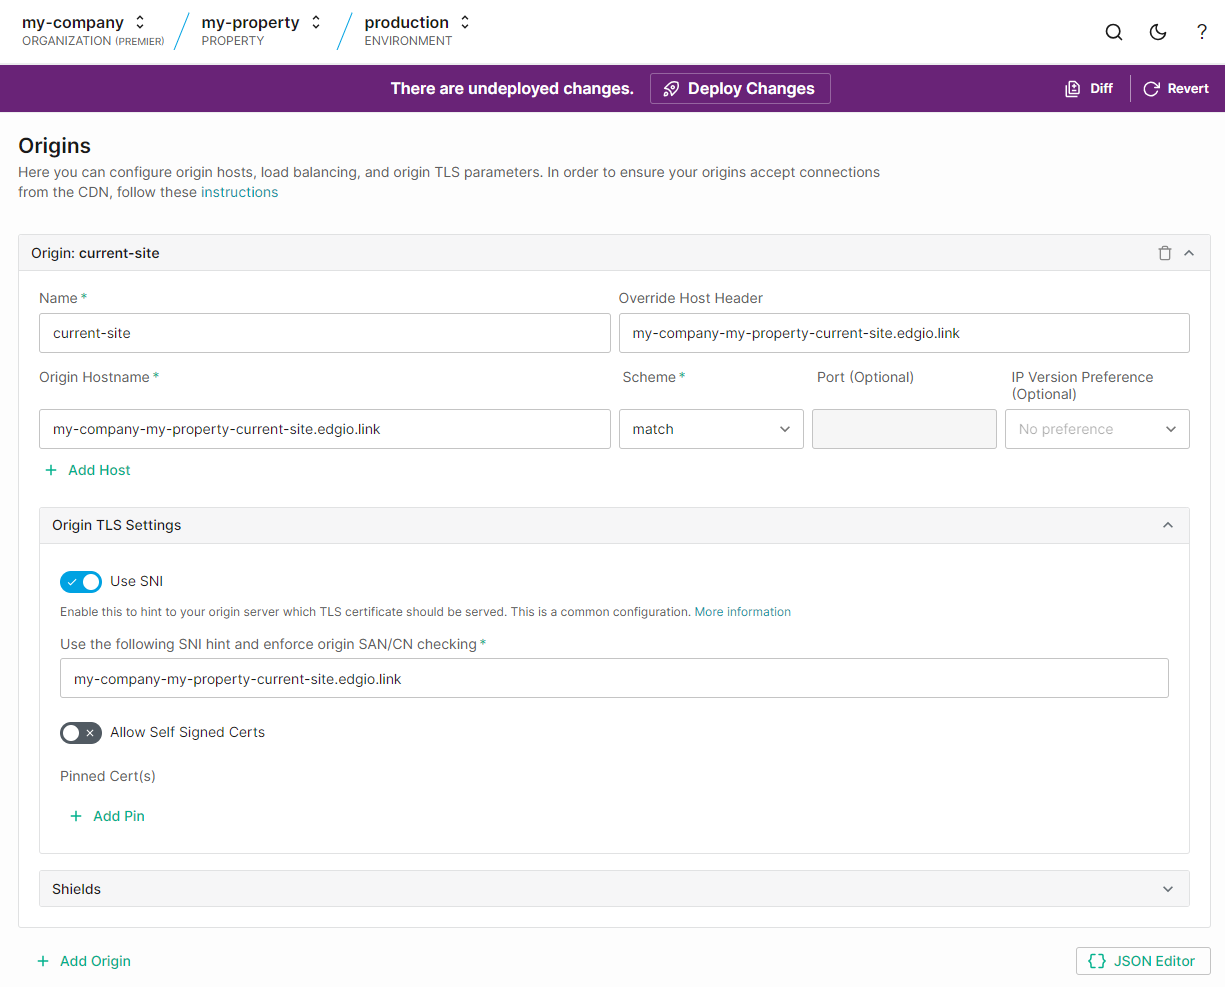 my-company
ORGANIZATION (PREMIER)
my-property
PROPERTY
production
ENVIRONMENT
?
There are undeployed changes.
Deploy Changes
Diff
Revert
Origins
Here you can configure origin hosts, load balancing, and origin TLS parameters. In order to ensure your origins accept connections
from the CDN, follow these instructions
Origin: current-site
Name *
Override Host Header
current-site
my-company-my-property-current-site.edgio.link
Origin Hostname *
Scheme *
Port (Optional)
IP Version Preference
(Optional)
my-company-my-property-current-site.edgio.link
match
No preference
+ Add Host
Origin TLS Settings
Use SNI
Enable this to hint to your origin server which TLS certificate should be served. This is a common configuration. More information
Use the following SNI hint and enforce origin SAN/CN checking *
my-company-my-property-current-site.edgio.link
Allow Self Signed Certs
Pinned Cert(s)
+ Add Pin
Shields
+ Add Origin
{} JSON Editor